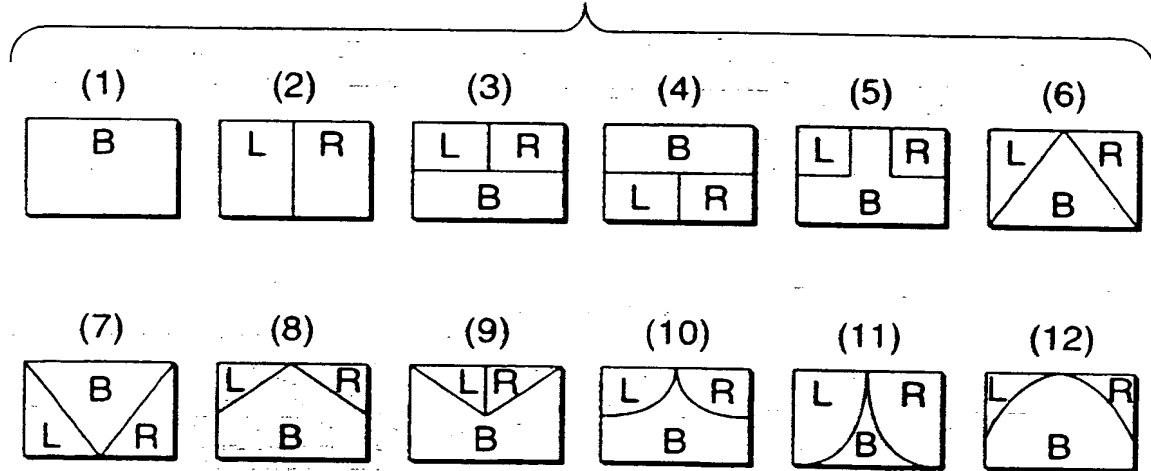 (1) (2) (3) (4) (5) (6)
B L R L R B L R L R
B B L R B B
(7) (8) (9) (10) (11) (12)
B L R L R L R L R L R
L R B B B B B